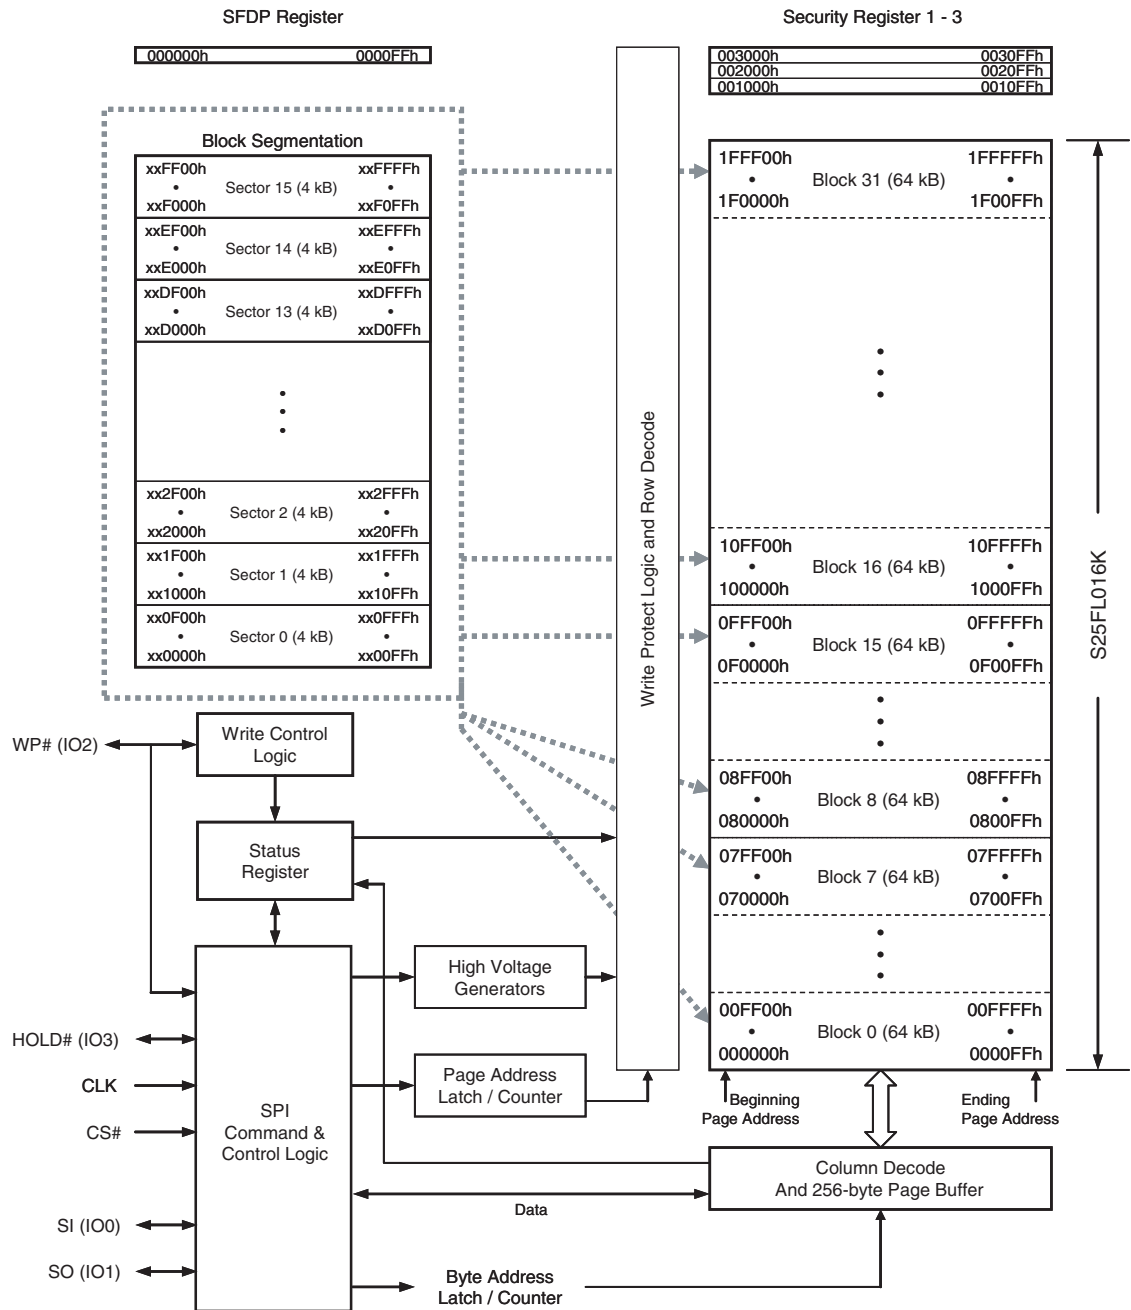 SFDP Register
000000h 0000FFh
Block Segmentation
xxFF00h xxFFFFh
• Sector 15 (4 kB) •
xxF000h xxF0FFh
xxEF00h xxEFFFh
• Sector 14 (4 kB) •
xxE000h xxE0FFh
xxDF00h xxDFFFh
• Sector 13 (4 kB) •
xxD000h xxD0FFh
xx2F00h xx2FFFh
• Sector 2 (4 kB) •
xx2000h xx20FFh
xx1F00h xx1FFFh
• Sector 1 (4 kB) •
xx1000h xx10FFh
xx0F00h xx0FFFh
• Sector 0 (4 kB) •
xx0000h xx00FFh
Security Register 1 - 3
003000h 0030FFh
002000h 0020FFh
001000h 0010FFh
Write Protect Logic and Row Decode
1FFF00h 1FFFFFh
• Block 31 (64 kB) •
1F0000h 1F00FFh
10FF00h 10FFFFh
• Block 16 (64 kB) •
100000h 1000FFh
0FFF00h 0FFFFFh
• Block 15 (64 kB) •
0F0000h 0F00FFh
08FF00h 08FFFFh
• Block 8 (64 kB) •
080000h 0800FFh
07FF00h 07FFFFh
• Block 7 (64 kB) •
070000h 0700FFh
00FF00h 00FFFFh
• Block 0 (64 kB) •
000000h 0000FFh
S25FL016K
Beginning
Page Address
Ending
Page Address
WP# (IO2)
Write Control
Logic
Status
Register
High Voltage
Generators
HOLD# (IO3)
CLK
CS#
SI (IO0)
SO (IO1)
SPI
Command &
Control Logic
Page Address
Latch / Counter
Column Decode
And 256-byte Page Buffer
Data
Byte Address
Latch / Counter